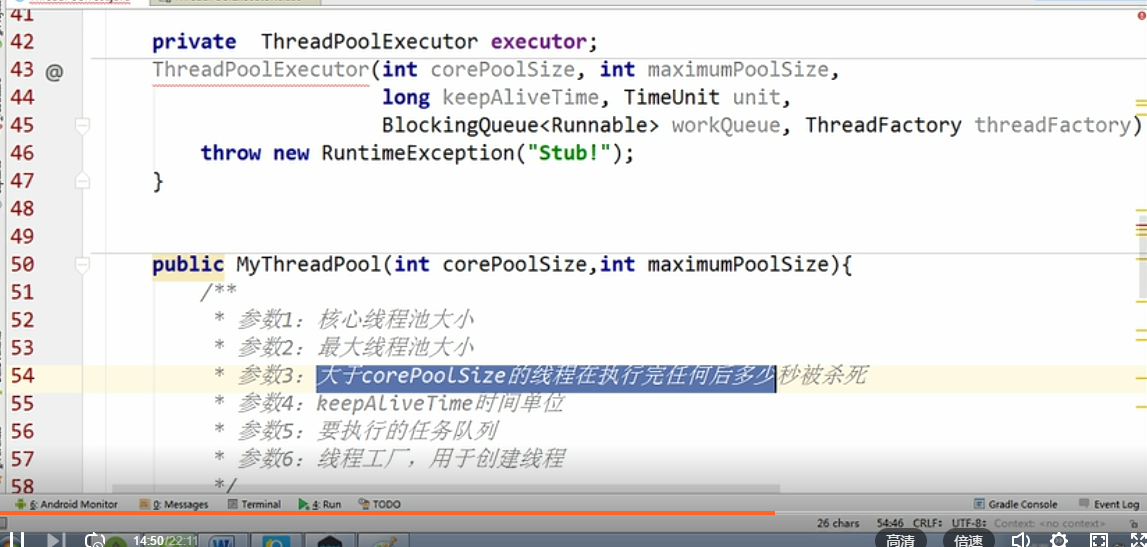 41
42 private ThreadPoolExecutor executor;
43 @ ThreadPoolExecutor(int corePoolSize, int maximumPoolSize,
44 long keepAliveTime, TimeUnit unit,
45 BlockingQueue<Runnable> workQueue, ThreadFactory threadFactory)
46 throw new RuntimeException("Stub!");
47 }
48
49
50 public MyThreadPool(int corePoolSize,int maximumPoolSize){
51 /**
52 * 参数1：核心线程池大小
53 * 参数2：最大线程池大小
54 * 参数3：大于corePoolSize的线程在执行完任何后多少秒被杀死
55 * 参数4：keepAliveTime时间单位
56 * 参数5：要执行的任务队列
57 * 参数6：线程工厂，用于创建线程
58 */
6: Android Monitor 0: Messages Terminal 4: Run TODO Gradle Console Event Log
26 chars 54:46 CRLF÷ UTF-8÷ Context: <no context>
14:50/22:11 高清 倍速